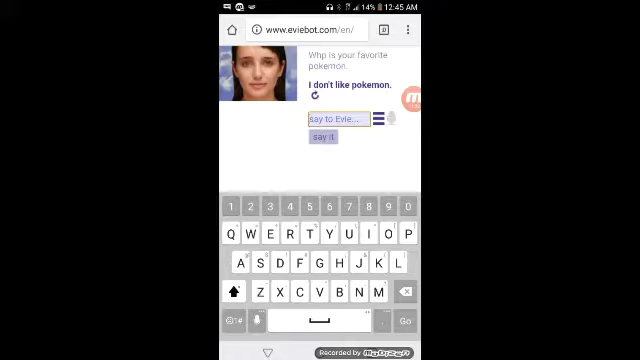 14% 12:45 AM
www.eviebot.com/en/
Whp is your favorite
pokemon.
I don't like pokemon.
say to Evie...
say it
1 2 3 4 5 6 7 8 9 0
Q W E R T Y U I O P
A S D F G H J K L
Z X C V B N M
Go
Recorded by Mobizen